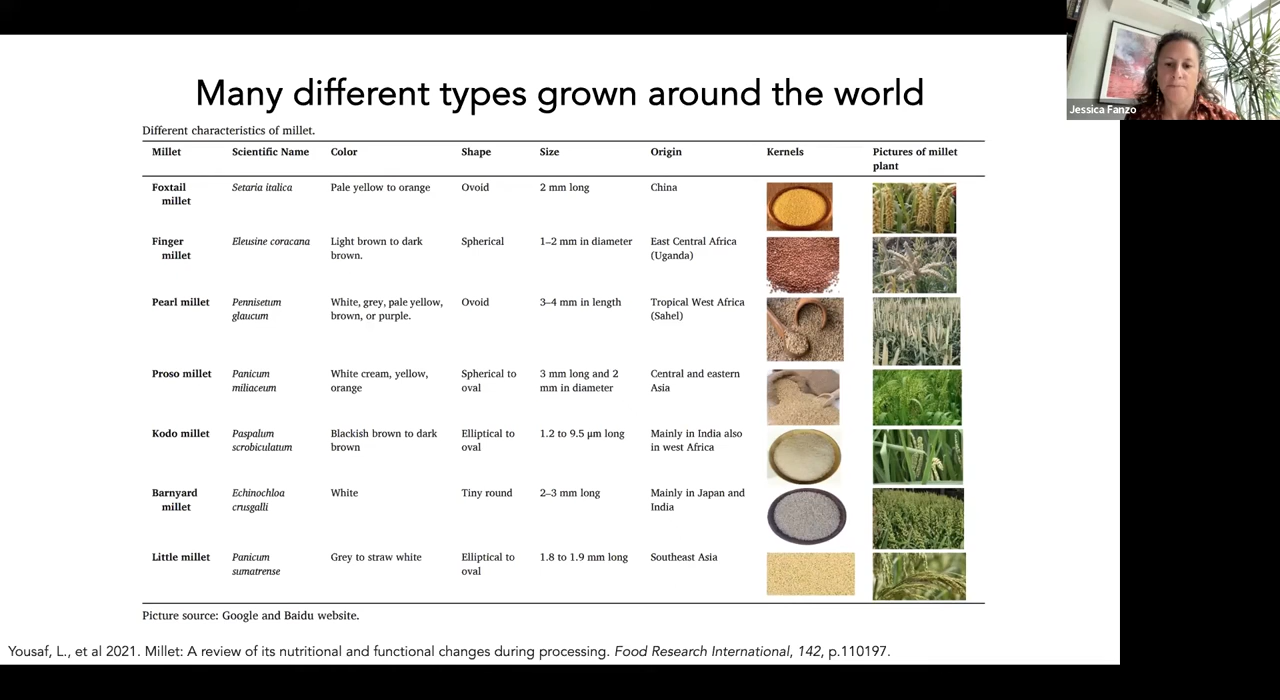 Many different types grown around the world
Jessica Fanzo
Different characteristics of millet.
Millet Scientific Name Color Shape Size Origin Kernels Pictures of millet
plant
Foxtail Setaria italica Pale yellow to orange Ovoid 2 mm long China
millet
Finger Eleusine coracana Light brown to dark Spherical 1–2 mm in diameter East Central Africa
millet brown. (Uganda)
Pearl millet Pennisetum White, grey, pale yellow, Ovoid 3–4 mm in length Tropical West Africa
glaucum brown, or purple. (Sahel)
Proso millet Panicum White cream, yellow, Spherical to 3 mm long and 2 Central and eastern
miliaceum orange oval mm in diameter Asia
Kodo millet Paspalum Blackish brown to dark Elliptical to 1.2 to 9.5 μm long Mainly in India also
scrobiculatum brown oval in west Africa
Barnyard Echinochloa White Tiny round 2–3 mm long Mainly in Japan and
millet crusgalli India
Little millet Panicum Grey to straw white Elliptical to 1.8 to 1.9 mm long Southeast Asia
sumatrense oval
Picture source: Google and Baidu website.
Yousaf, L., et al 2021. Millet: A review of its nutritional and functional changes during processing. Food Research International, 142, p.110197.